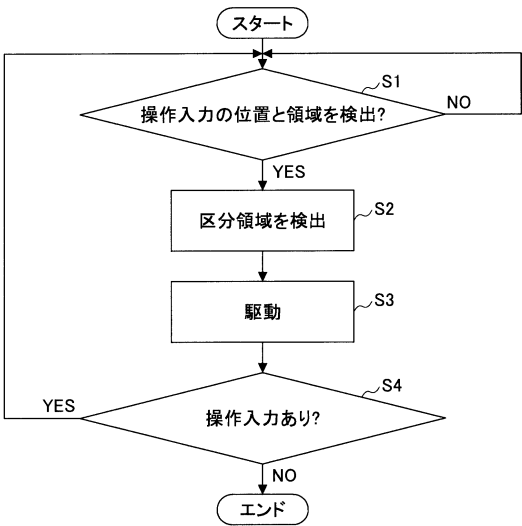 スタート
S1
操作入力の位置と領域を検出?
NO
YES
S2
区分領域を検出
S3
駆動
S4
YES
操作入力あり?
NO
エンド